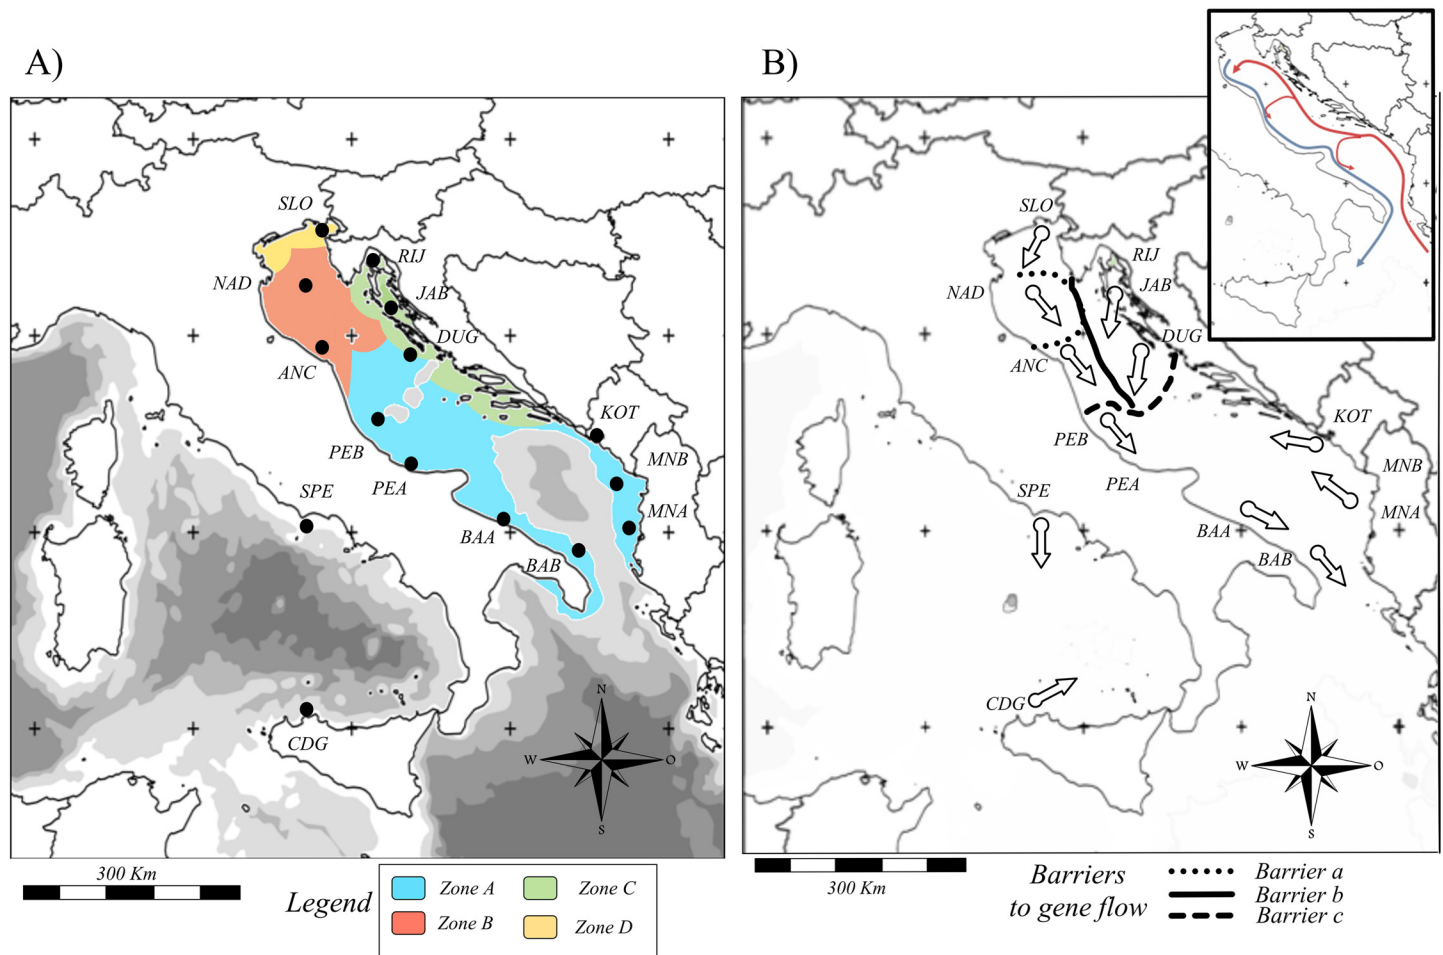 A)
SLO
RIJ
NAD
JAB
DUG
ANC
KOT
PEB
MNB
PEA
SPE
MNA
BAA
BAB
CDG
N
W
O
S
300 Km
Legend
Zone A
Zone C
Zone B
Zone D
B)
SLO
RIJ
NAD
JAB
DUG
ANC
KOT
PEB
MNB
PEA
SPE
MNA
BAA
BAB
CDG
N
W
O
S
300 Km
Barriers
to gene flow
Barrier a
Barrier b
Barrier c